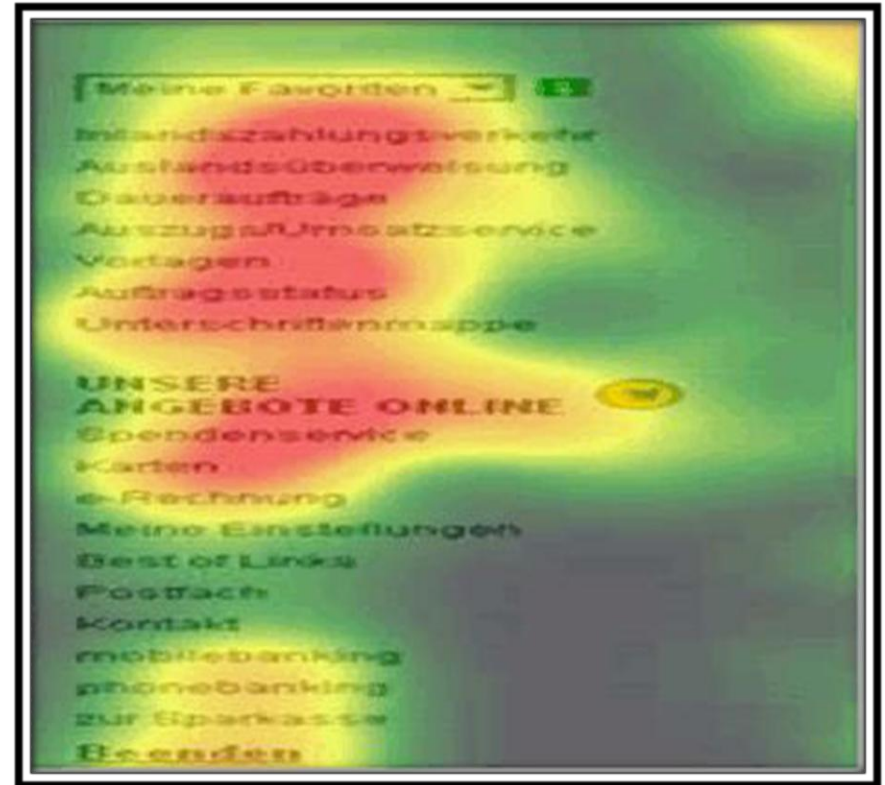 Meine Favoriten
Inlandszahlungsverkehr
Auslandsüberweisung
Daueraufträge
Auszugs/Umsatzservice
Vorlagen
Auftragsstatus
Unterschriftenmappe
UNSERE
ANGEBOTE ONLINE
Spendenservice
Karten
e-Rechnung
Meine Einstellungen
Best of Links
Postfach
Kontakt
mobilebanking
phonebanking
zur Sparkasse
Beenden